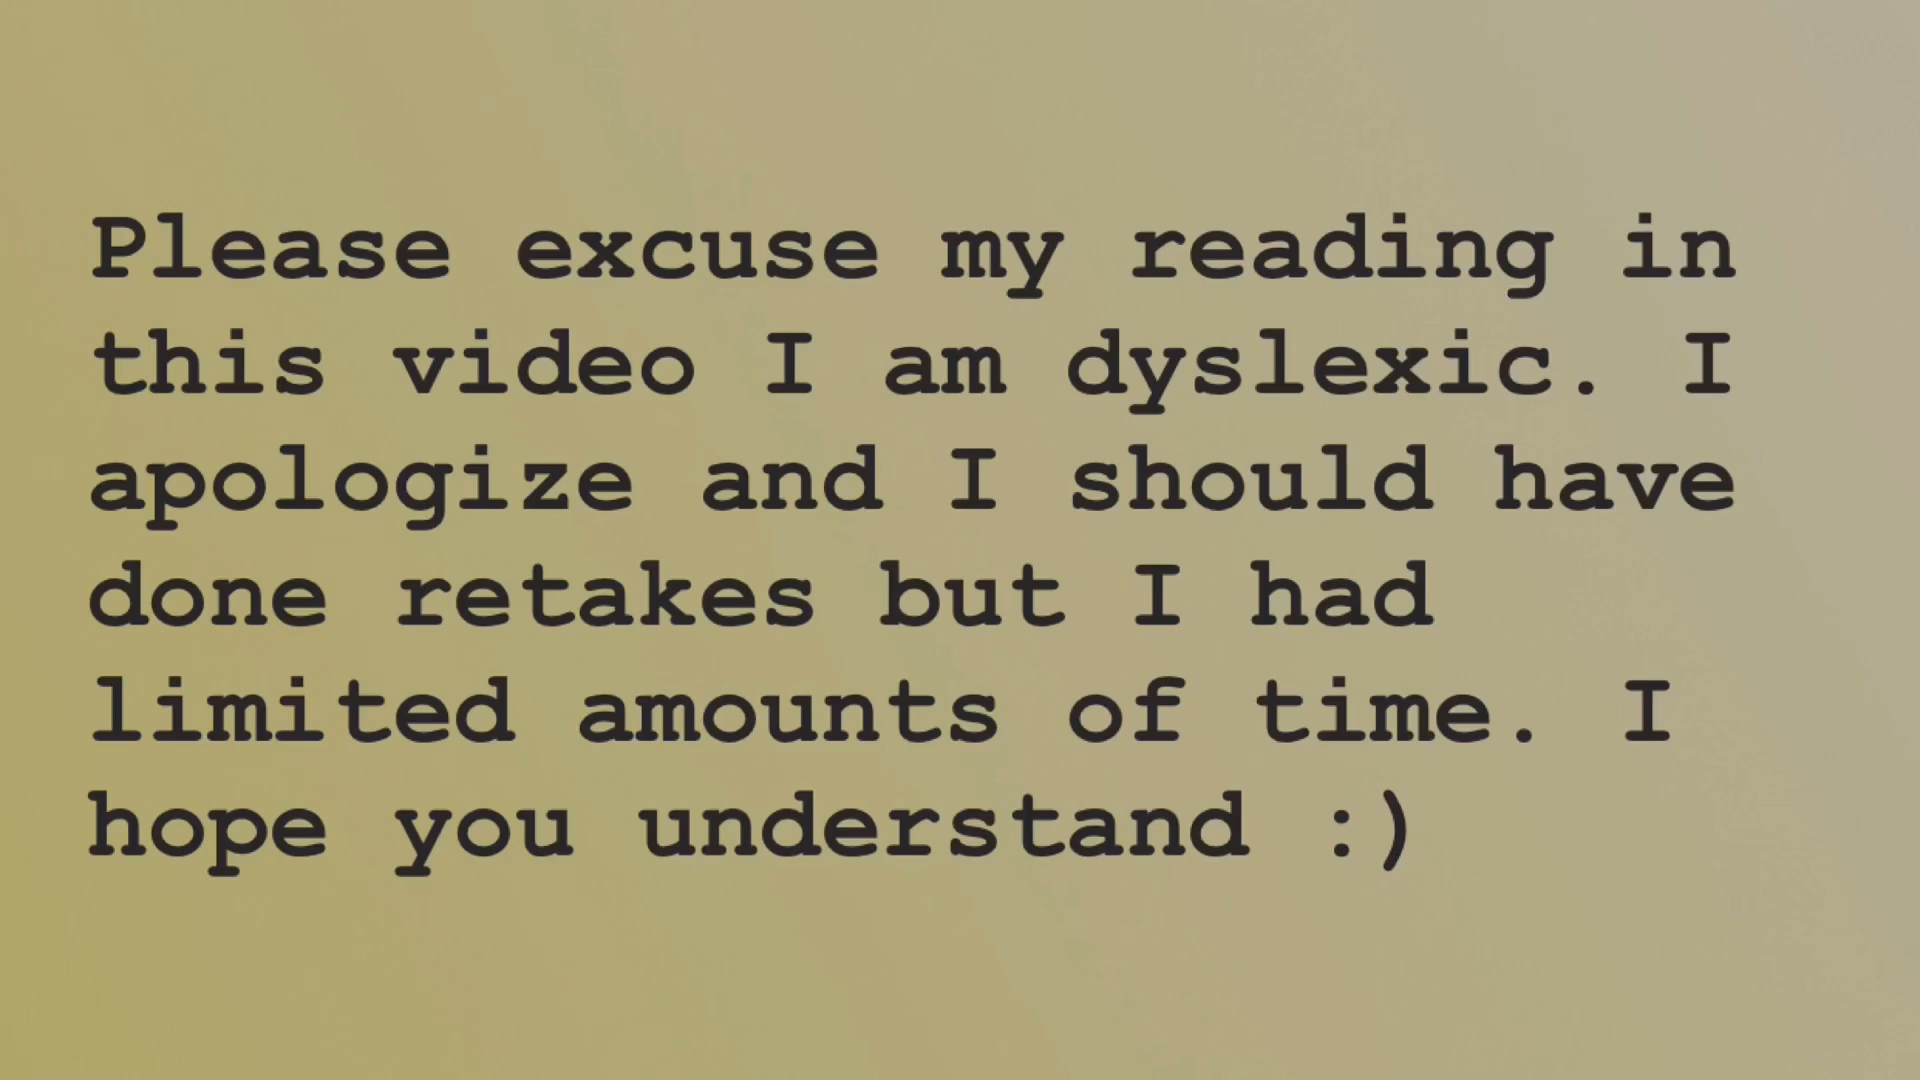 Please excuse my reading in
this video I am dyslexic. I
apologize and I should have
done retakes but I had
limited amounts of time. I
hope you understand :)